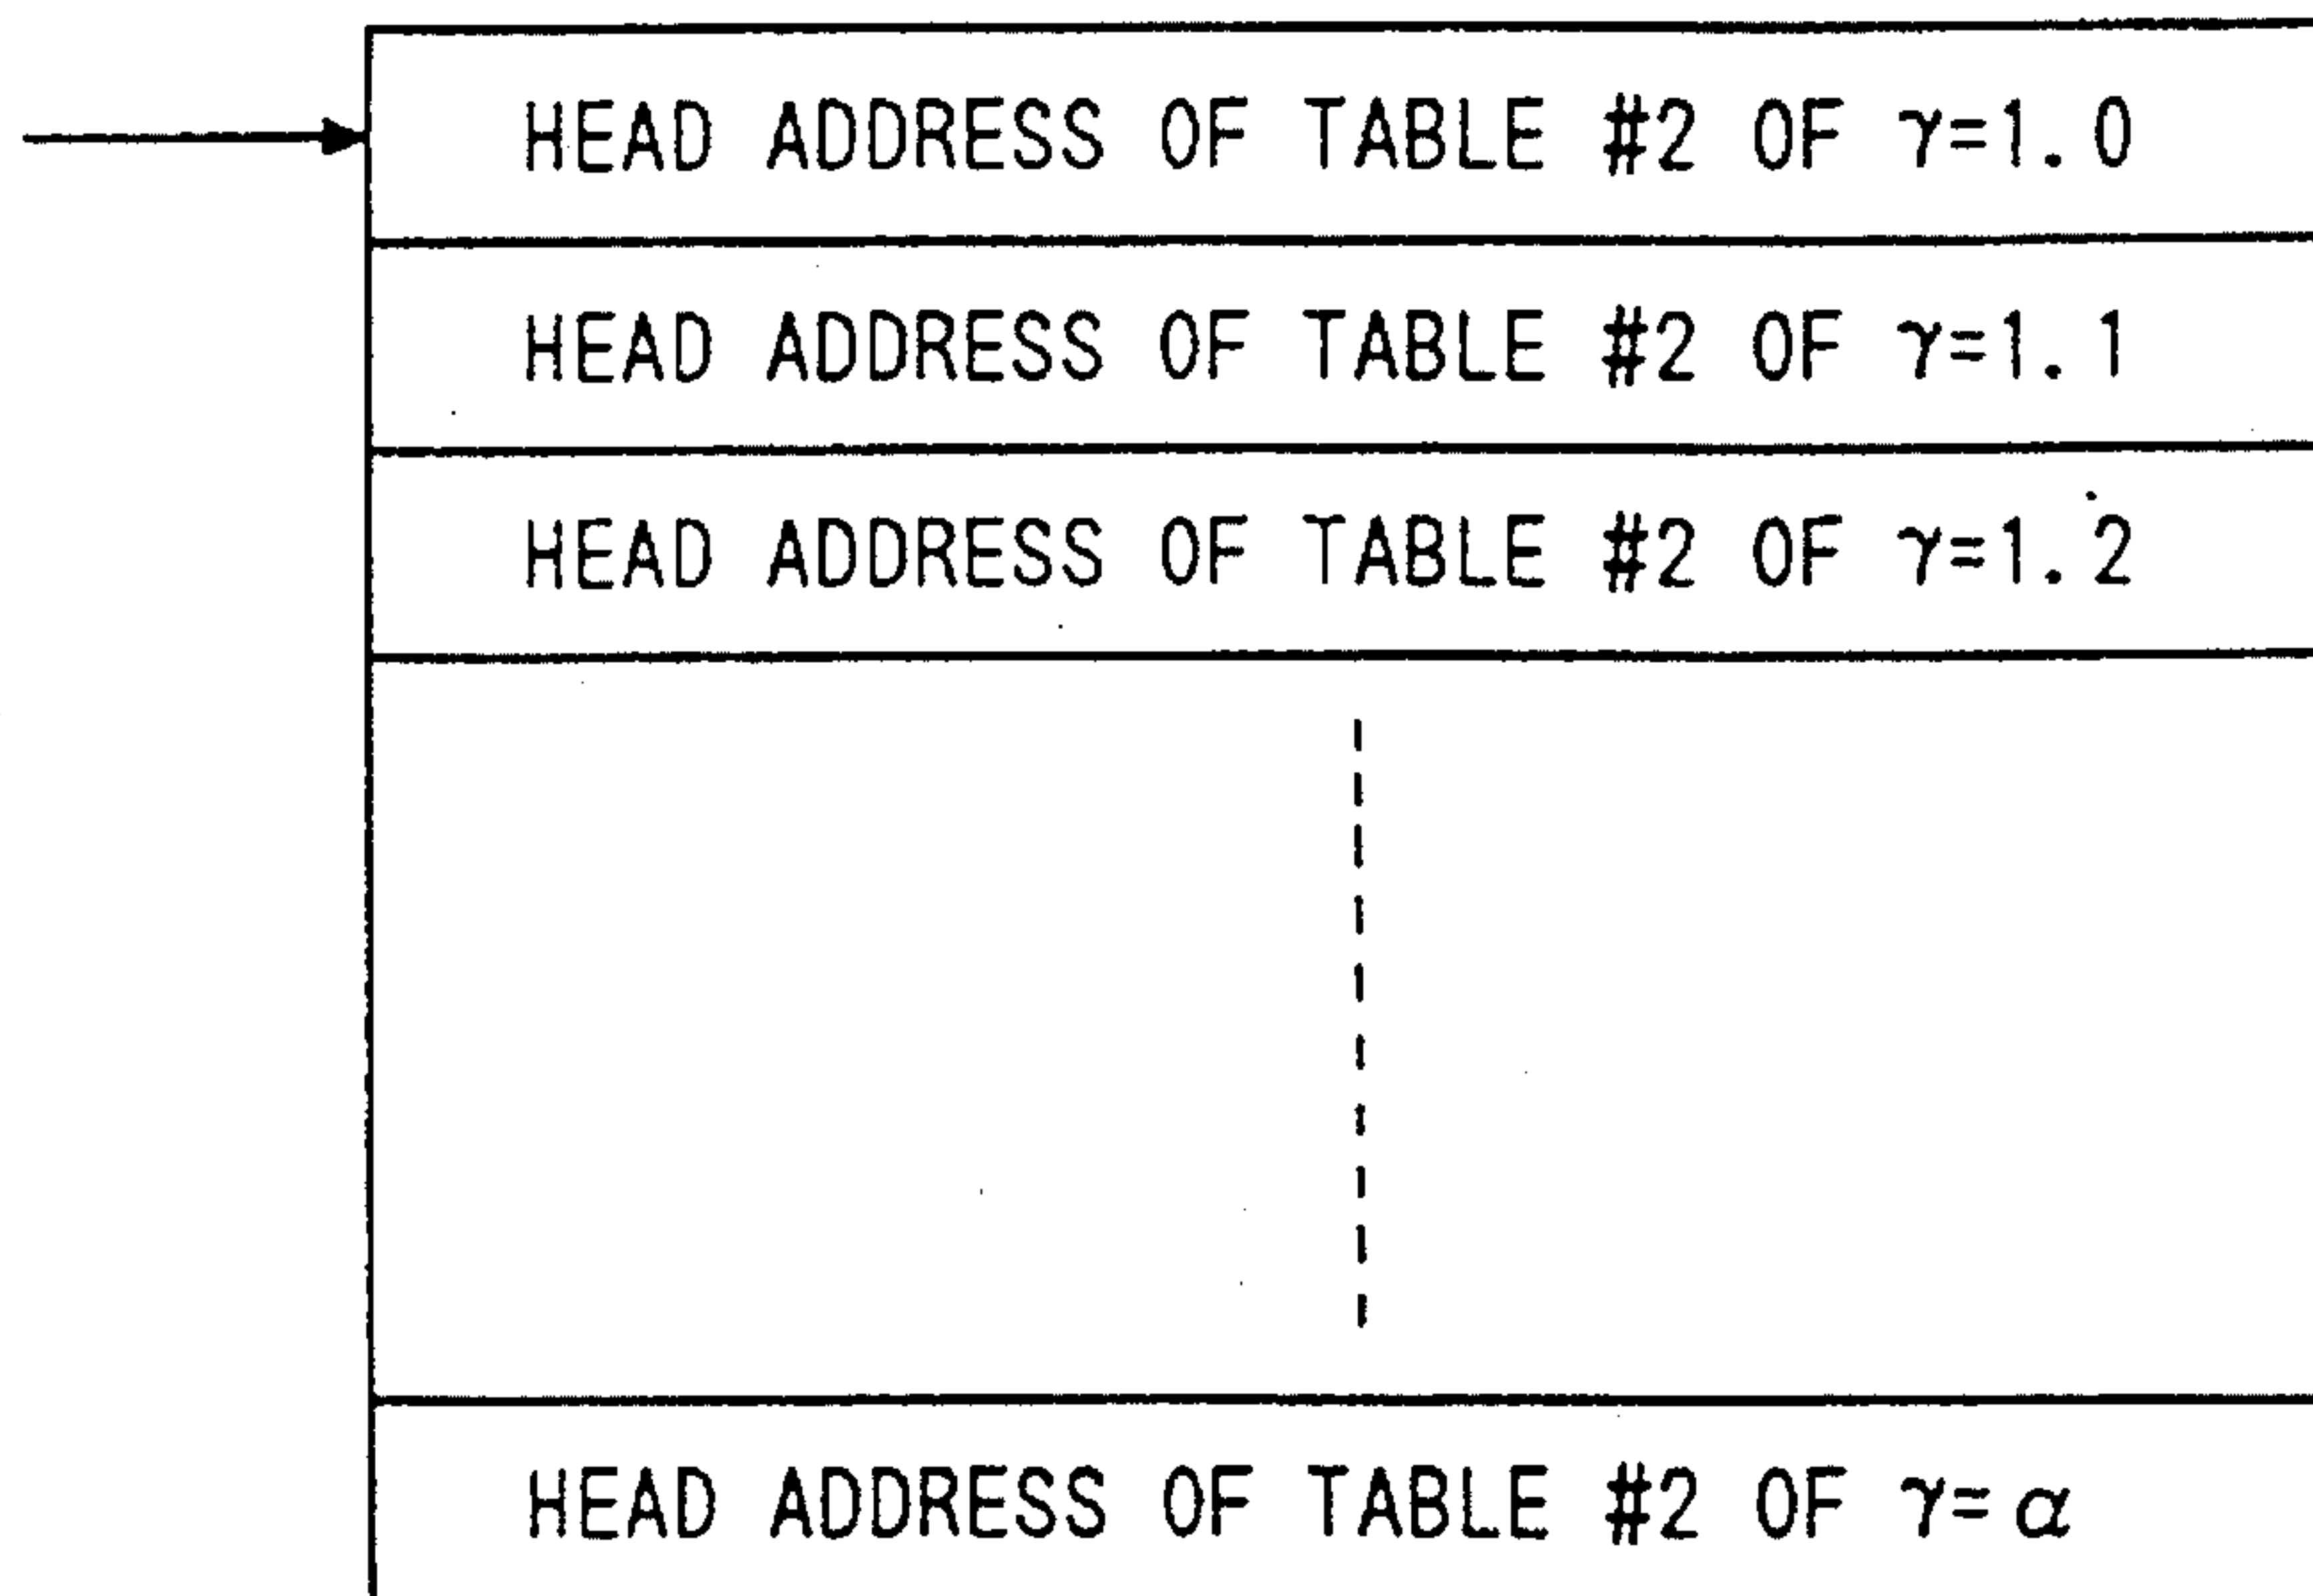 HEAD ADDRESS OF TABLE #2 OF γ=1.0
HEAD ADDRESS OF TABLE #2 OF γ=1.1
HEAD ADDRESS OF TABLE #2 OF γ=1.2
HEAD ADDRESS OF TABLE #2 OF γ=α